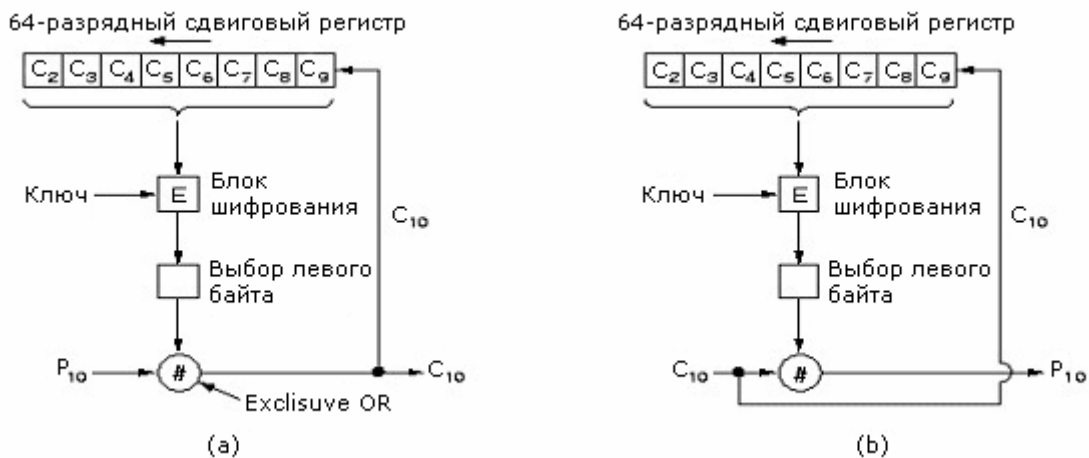 64-разрядный сдвиговый регистр
C₂ C₃ C₄ C₅ C₆ C₇ C₈ C₉
Ключ
E
Блок
шифрования
C₁₀
Выбор левого
байта
P₁₀
#
C₁₀
Exclisuve OR
(a)
64-разрядный сдвиговый регистр
C₂ C₃ C₄ C₅ C₆ C₇ C₈ C₉
Ключ
E
Блок
шифрования
C₁₀
Выбор левого
байта
C₁₀
#
P₁₀
(b)